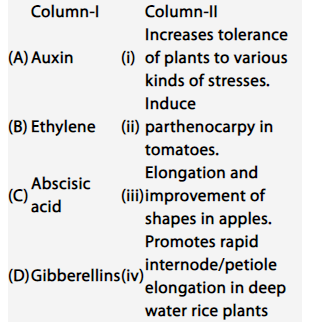 Column-I Column-II
Increases tolerance
(A) Auxin (i) of plants to various
kinds of stresses.
Induce
(B) Ethylene (ii) parthenocarpy in
tomatoes.
Elongation and
(C) Abscisic acid (iii) improvement of
shapes in apples.
Promotes rapid
(D) Gibberellins (iv) internode/petiole
elongation in deep
water rice plants